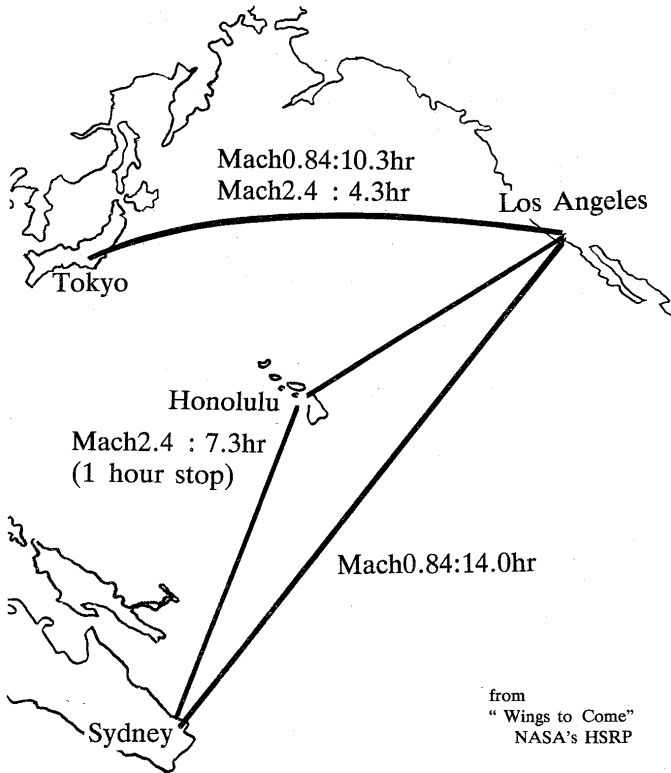 Mach0.84:10.3hr
Mach2.4 : 4.3hr
Los Angeles
Tokyo
Honolulu
Mach2.4 : 7.3hr
(1 hour stop)
Mach0.84:14.0hr
Sydney
from
“ Wings to Come”
NASA's HSRP